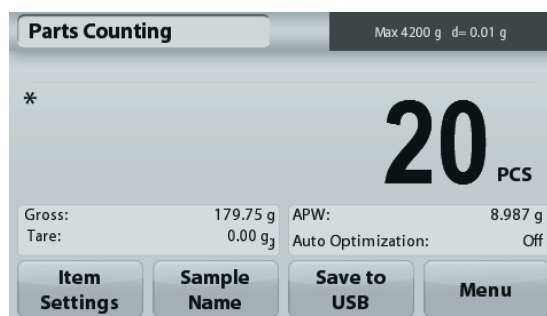 Parts Counting
Max 4200 g d= 0.01 g
*
20 PCS
Gross: 179.75 g APW: 8.987 g
Tare: 0.00 g3 Auto Optimization: Off
Item Settings
Sample Name
Save to USB
Menu